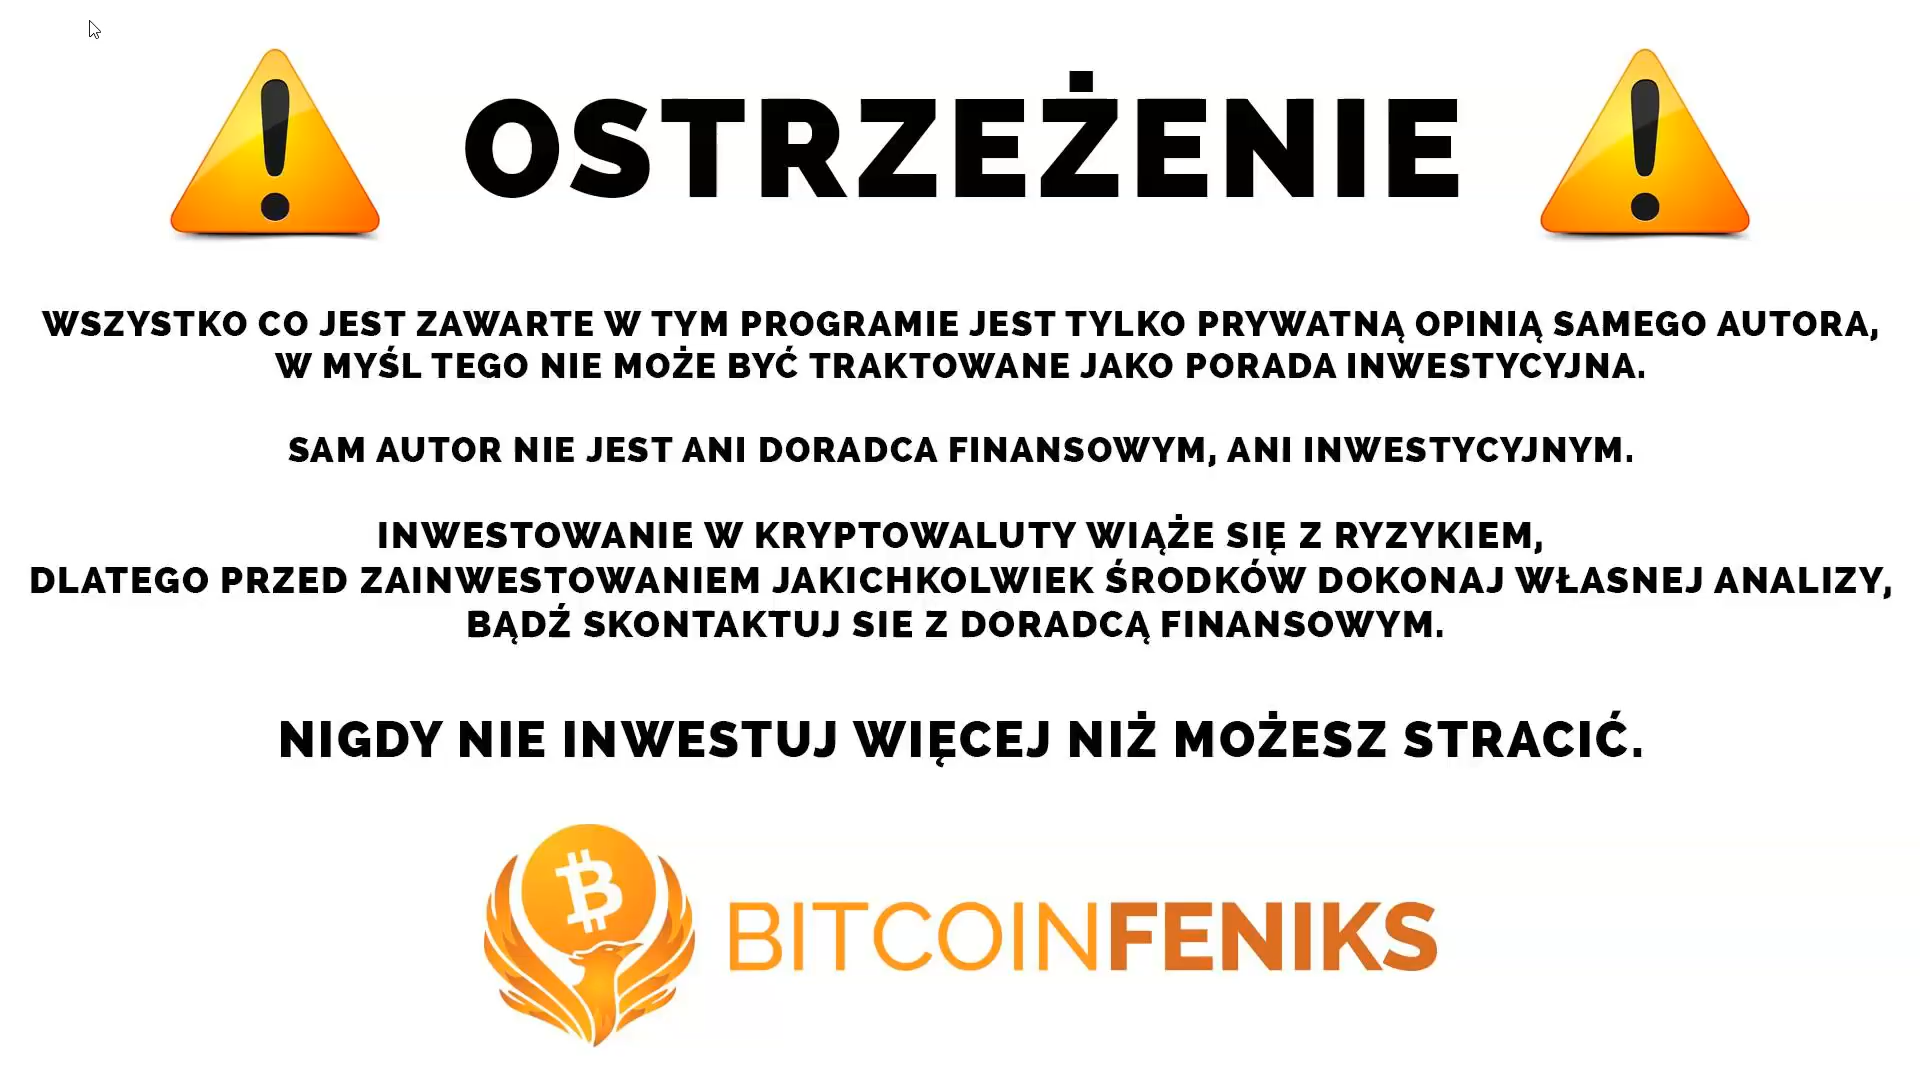 OSTRZEŻENIE
WSZYSTKO CO JEST ZAWARTE W TYM PROGRAMIE JEST TYLKO PRYWATNĄ OPINIĄ SAMEGO AUTORA,
W MYŚL TEGO NIE MOŻE BYĆ TRAKTOWANE JAKO PORADA INWESTYCYJNA.
SAM AUTOR NIE JEST ANI DORADCA FINANSOWYM, ANI INWESTYCYJNYM.
INWESTOWANIE W KRYPTOWALUTY WIĄŻE SIĘ Z RYZYKIEM,
DLATEGO PRZED ZAINWESTOWANIEM JAKICHKOLWIEK ŚRODKÓW DOKONAJ WŁASNEJ ANALIZY,
BĄDŹ SKONTAKTUJ SIE Z DORADCĄ FINANSOWYM.
NIGDY NIE INWESTUJ WIĘCEJ NIŻ MOŻESZ STRACIĆ.
BITCOINFENIKS